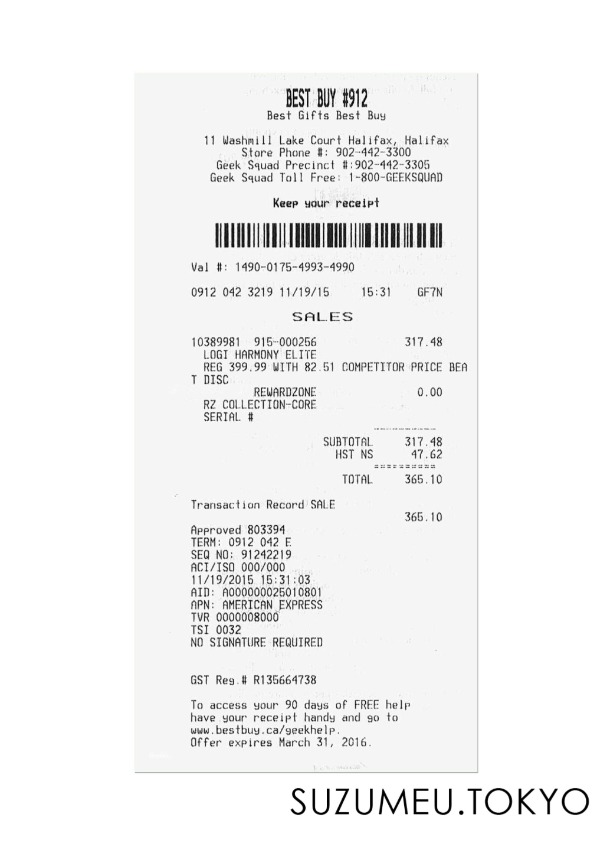 BEST BUY #912
Best Gifts Best Buy
11 Washmill Lake Court Halifax, Halifax
Store Phone #: 902-442-3300
Geek Squad Precinct #:902-442-3305
Geek Squad Toll Free: 1-800-GEEKSQUAD
Keep your receipt
Val #: 1490-0175-4993-4990
0912 042 3219 11/19/15 15:31 GF7N
SALES
10389981 915-000256 317.48
LOGI HARMONY ELITE
REG 399.99 WITH 82.51 COMPETITOR PRICE BEA
T DISC
REWARDZONE 0.00
RZ COLLECTION-CORE
SERIAL #
SUBTOTAL 317.48
HST NS 47.62
==========
TOTAL 365.10
Transaction Record SALE
365.10
Approved 803394
TERM: 0912 042 E
SEQ NO: 91242219
ACI/ISO 000/000
11/19/2015 15:31:03
AID: A000000025010801
APN: AMERICAN EXPRESS
TVR 0000008000
TSI 0032
NO SIGNATURE REQUIRED
GST Reg.# R135664738
To access your 90 days of FREE help
have your receipt handy and go to
www.bestbuy.ca/geekhelp.
Offer expires March 31, 2016.
SUZUMEU.TOKYO